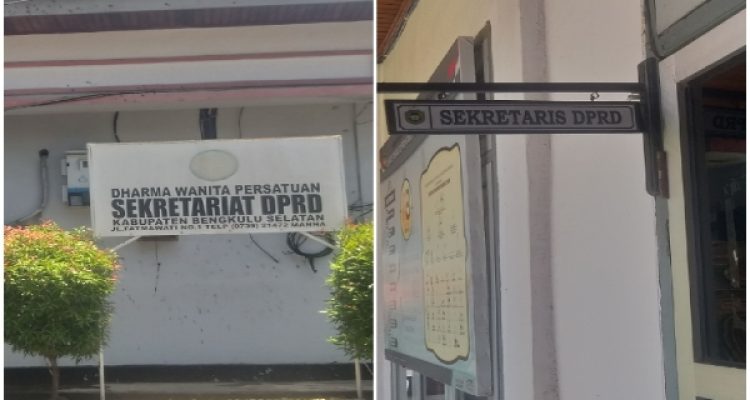 DHARMA WANITA PERSATUAN
SEKRETARIAT DPRD
KABUPATEN BENGKULU SELATAN
JL.FATMAWATI NO.1 TELP (0739) 21472 MANNA
SEKRETARIS DPRD